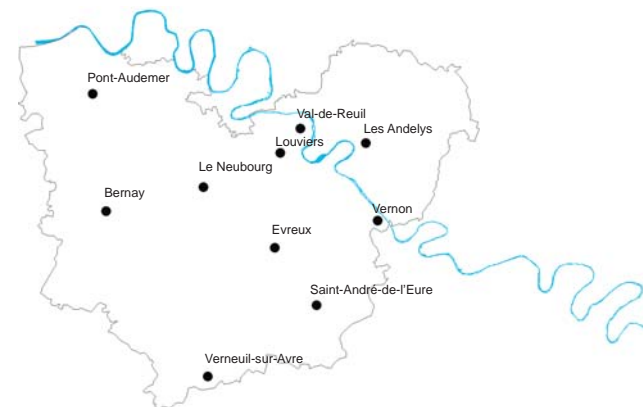 Pont-Audemer
Val-de-Reuil
Les Andelys
Louviers
Le Neubourg
Bernay
Vernon
Evreux
Saint-André-de-l'Eure
Verneuil-sur-Avre